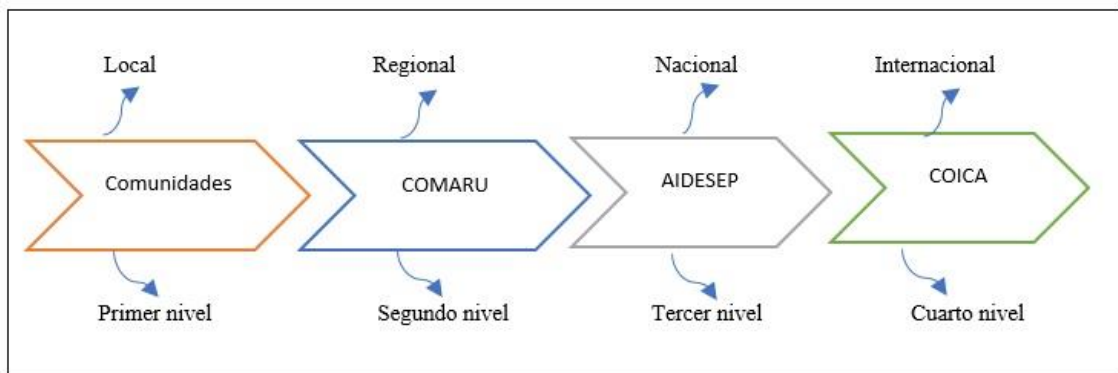 Local
Regional
Nacional
Internacional
Comunidades
COMARU
AIDESEP
COICA
Primer nivel
Segundo nivel
Tercer nivel
Cuarto nivel